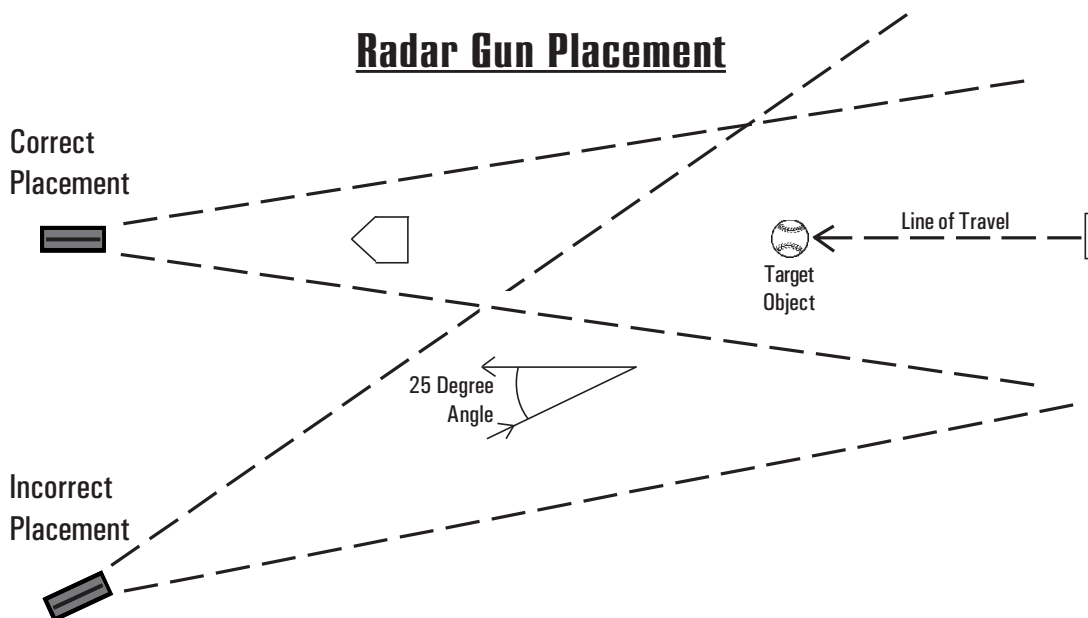 Radar Gun Placement
Correct
Placement
Line of Travel
Target
Object
25 Degree
Angle
Incorrect
Placement